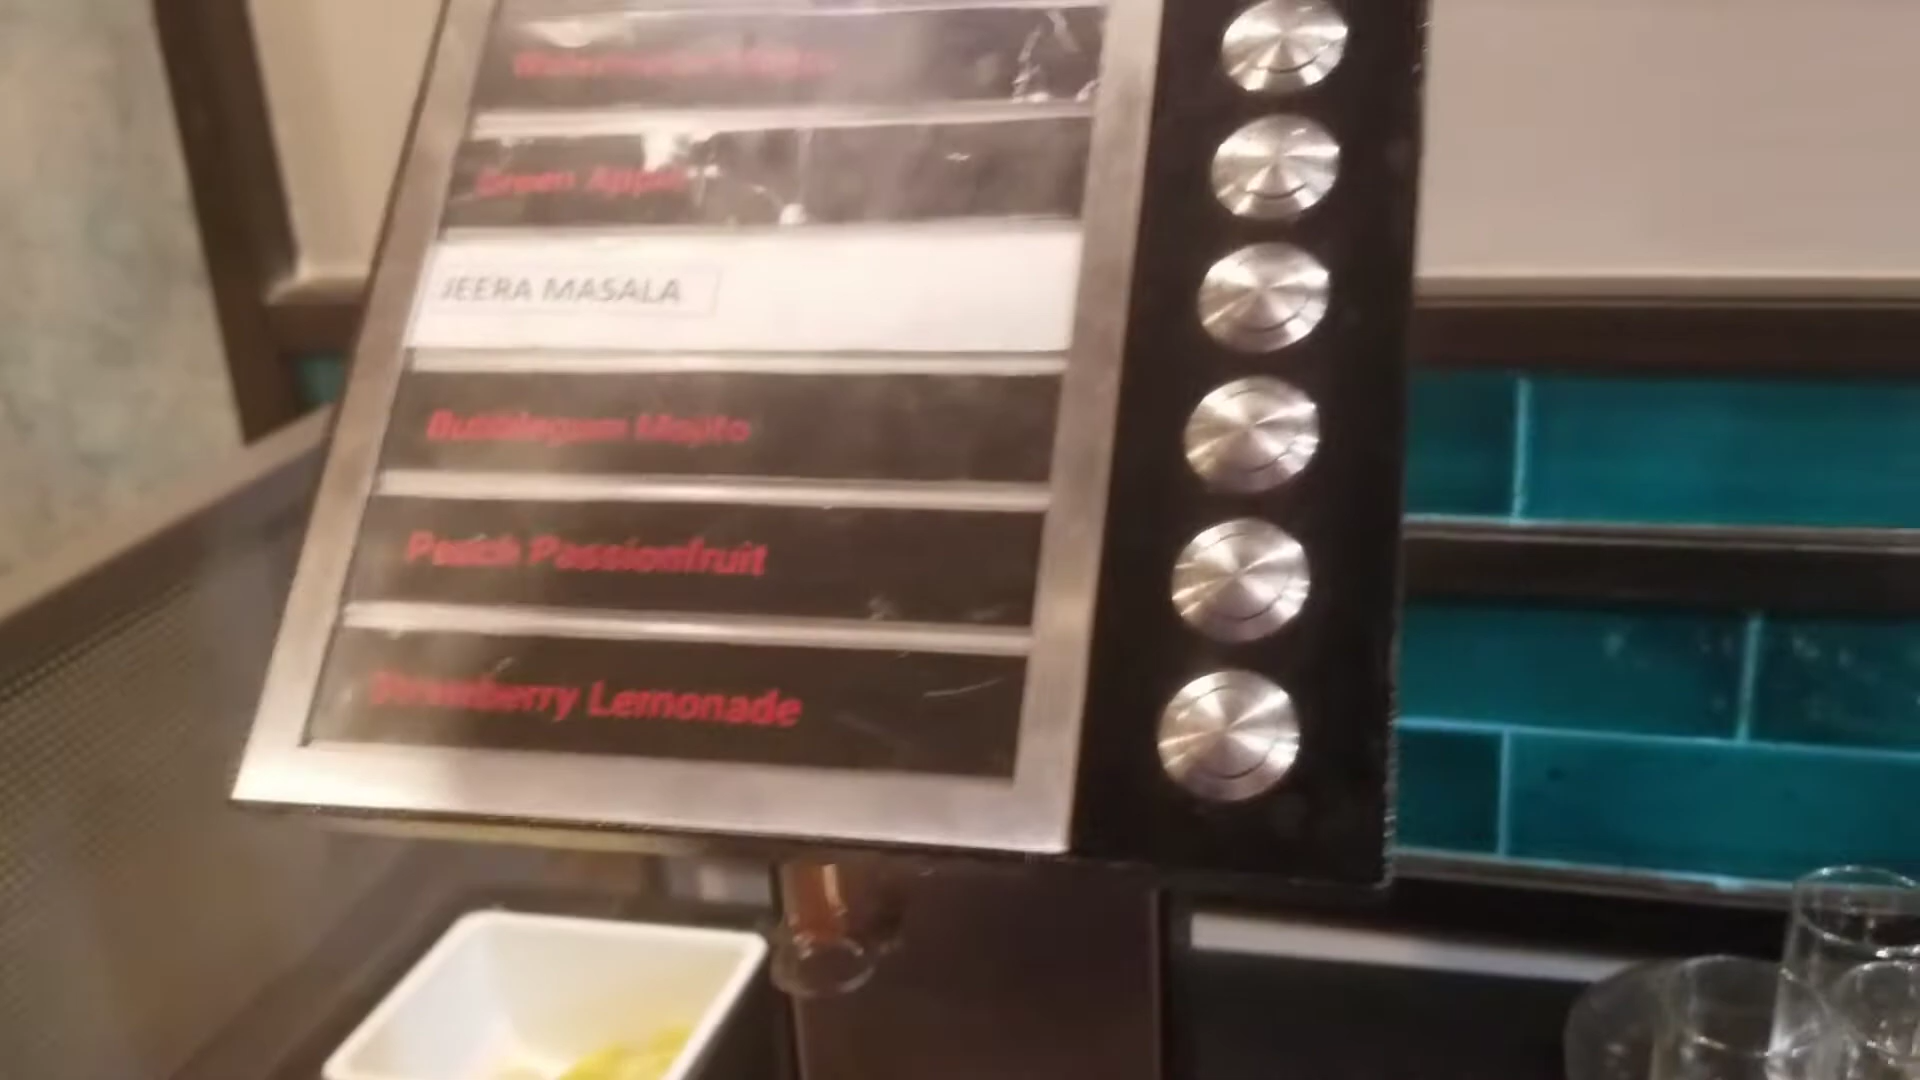 Green Apple
JEERA MASALA
Bubblegum Mojito
Peach Passionfruit
Strawberry Lemonade